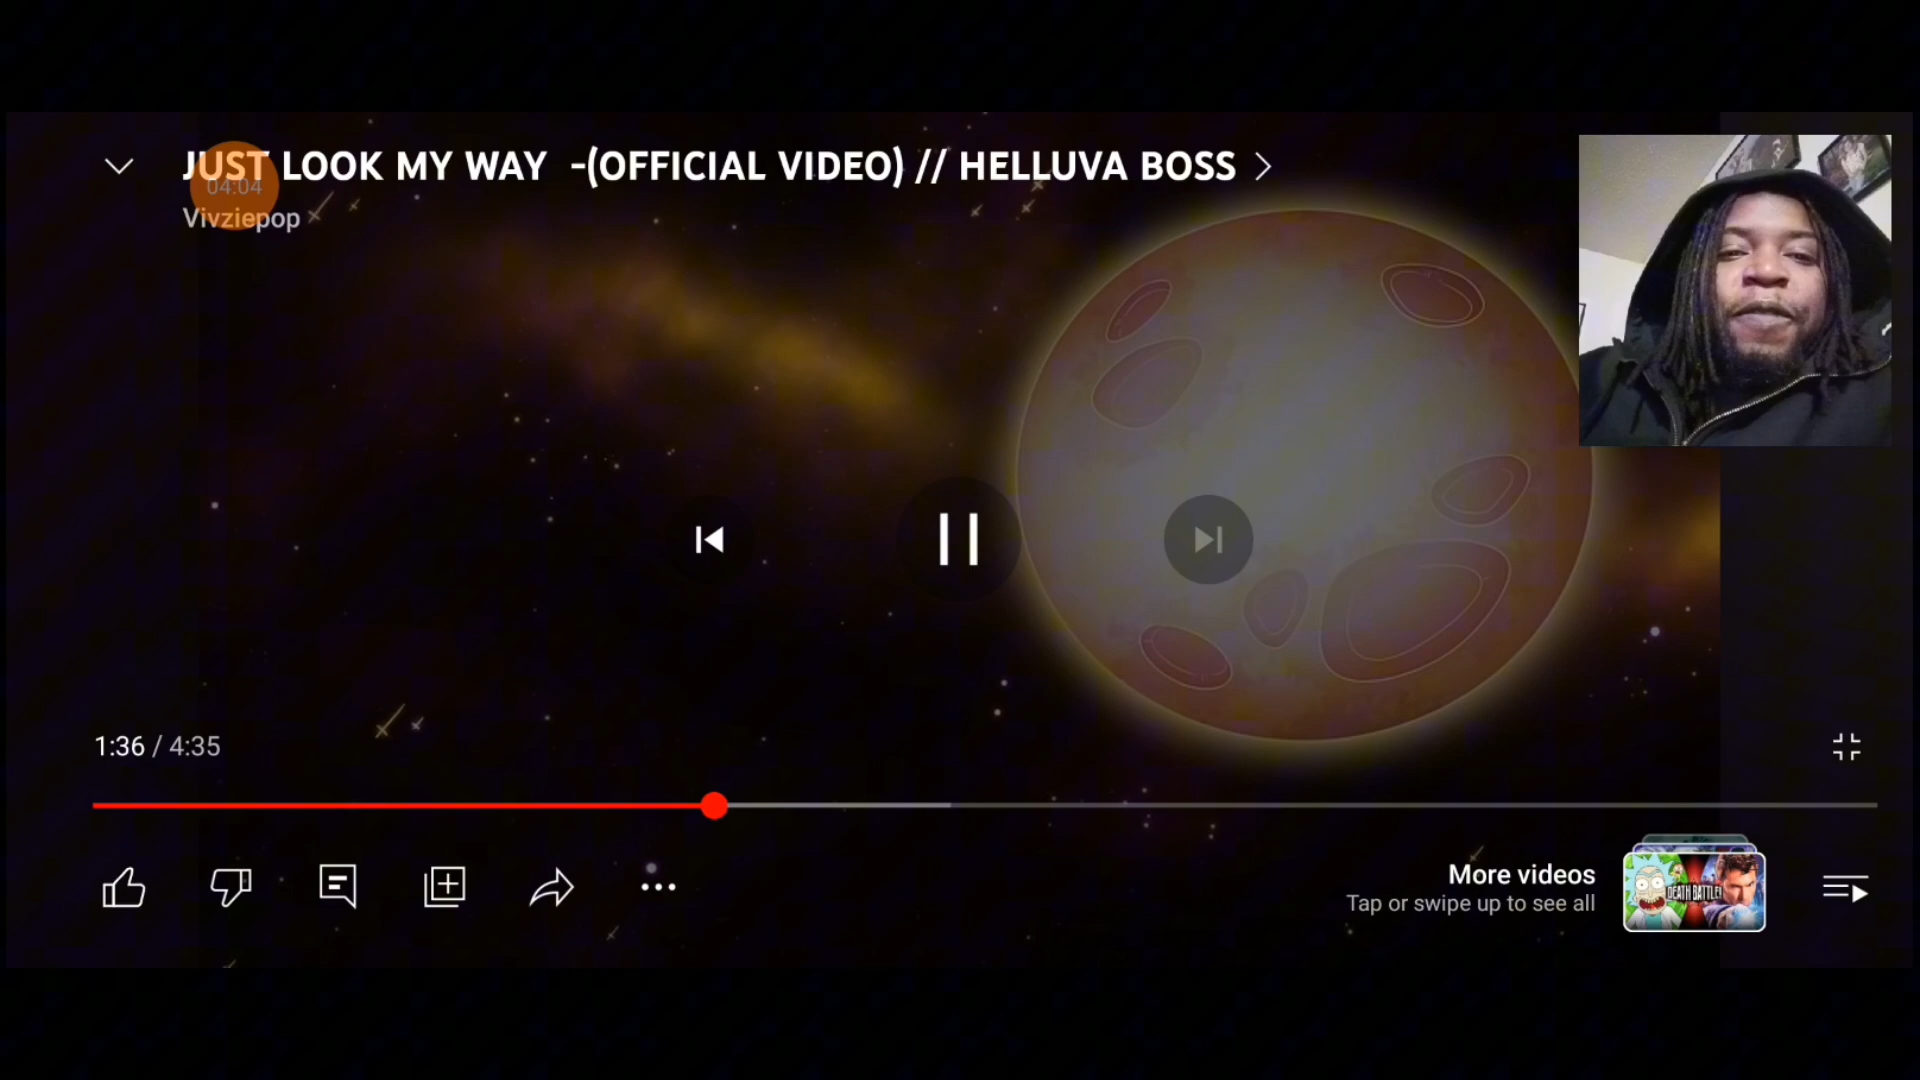 JUST LOOK MY WAY -(OFFICIAL VIDEO) // HELLUVA BOSS
04:04
Vivziepop
1:36 / 4:35
More videos
Tap or swipe up to see all
DEATH BATTLE!